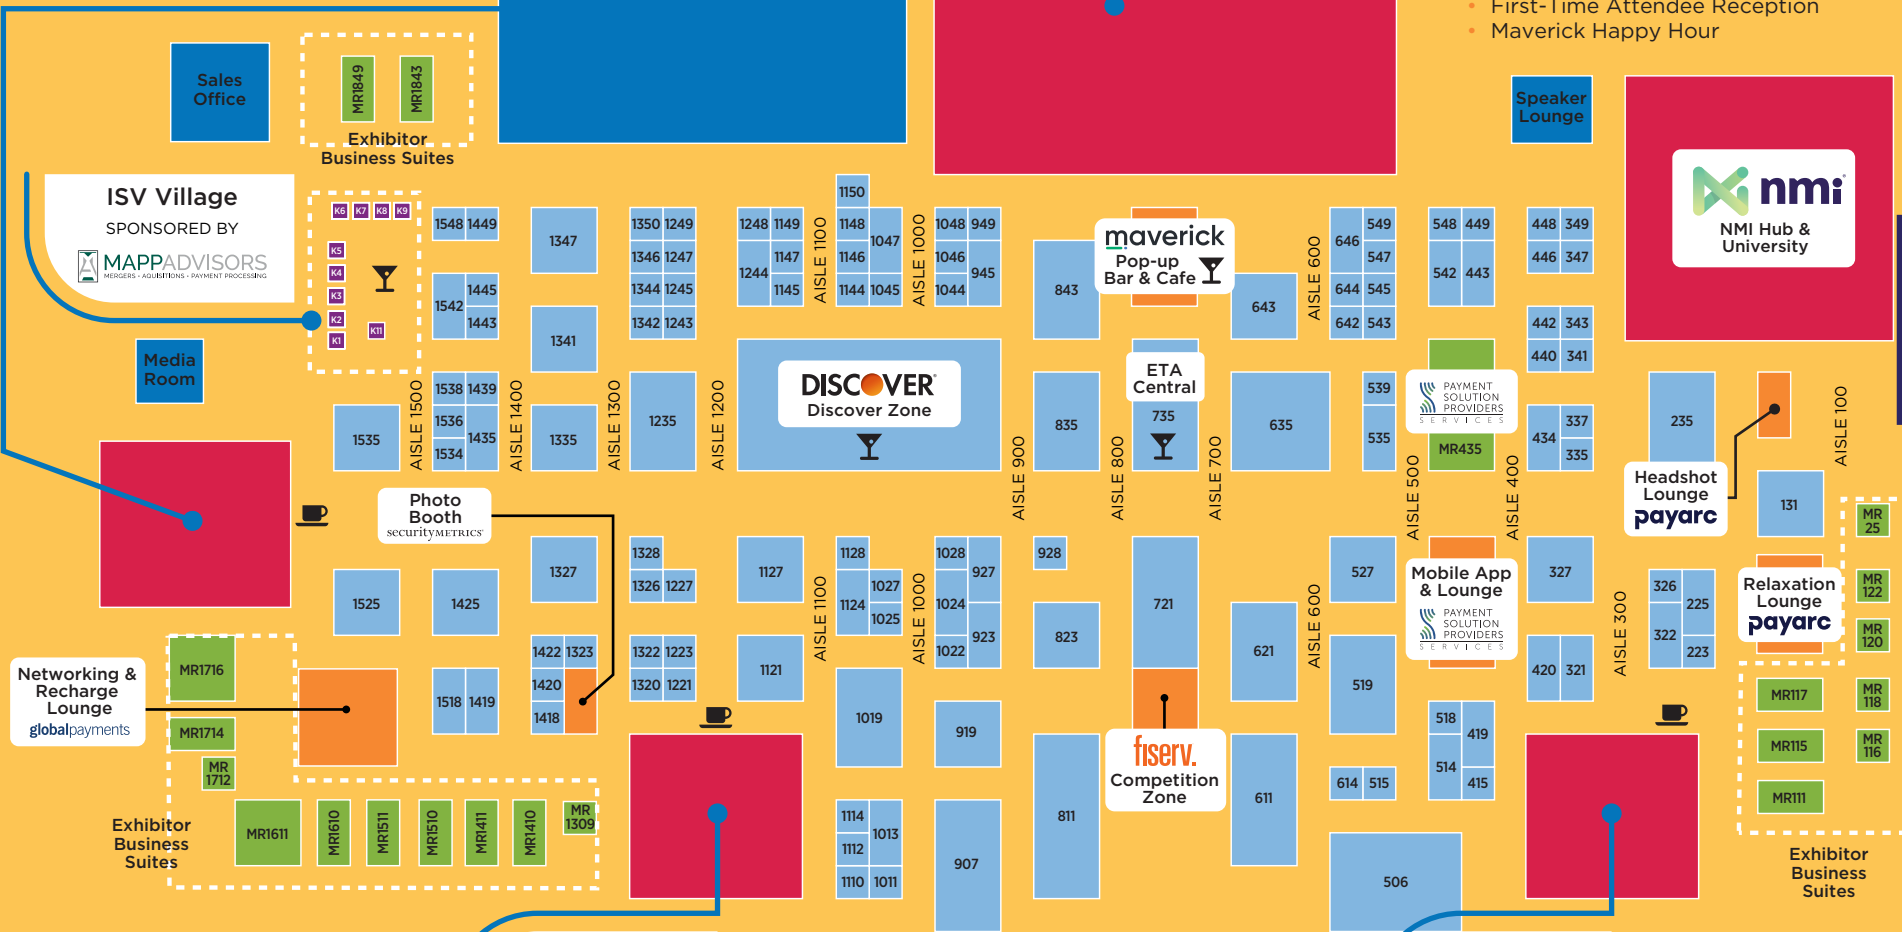 First-Time Attendee Reception
Maverick Happy Hour
Sales
Office
MR1849
MR1843
Exhibitor
Business Suites
Speaker
Lounge
nmi
NMI Hub &
University
ISV Village
SPONSORED BY
MAPPADVISORS
MERGERS • AQUISITIONS • PAYMENT PROCESSING
K6 K7 K8 K9
K5
K4
K3
K2
K1
K11
Media
Room
1548 1449
1542 1445
1443
1538 1439
1536
1435
1534
1535
AISLE 1500
AISLE 1400
1347
1341
1335
AISLE 1300
1350 1249
1346 1247
1344 1245
1342 1243
1235
AISLE 1200
1248 1149
1244 1147
1145
AISLE 1100
1150
1148
1047
1146
1144 1045
AISLE 1000
1048 949
1046
945
1044
843
835
AISLE 900
DISCOVER
Discover Zone
maverick
Pop-up
Bar & Cafe
ETA
Central
735
AISLE 800
AISLE 700
643
635
AISLE 600
549
646
547
644 545
642 543
539
535
548 449
542 443
PAYMENT
SOLUTION
PROVIDERS
SERVICES
MR435
AISLE 500
AISLE 400
448 349
446 347
442 343
440 341
337
434
335
235
Headshot
Lounge
payarc
AISLE 100
131
MR
25
MR
122
MR
120
MR
118
MR
116
Relaxation
Lounge
payarc
MR117
MR115
MR111
Exhibitor
Business
Suites
Photo
Booth
securityMETRICS
1525
1425
1327
1328
1326 1227
1127
AISLE 1100
1128
1027
1124
1025
AISLE 1000
1028
927
1024
923
1022
928
823
721
621
AISLE 600
527
519
Mobile App
& Lounge
PAYMENT
SOLUTION
PROVIDERS
SERVICES
327
AISLE 300
326
225
322
223
420 321
MR1716
MR1714
MR
1712
Networking &
Recharge
Lounge
globalpayments
1518 1419
1422 1323
1420
1418
1322 1223
1320 1221
1121
1019
919
fiserv.
Competition
Zone
611
614 515
518
419
514
415
Exhibitor
Business
Suites
MR1611
MR1610
MR1511
MR1510
MR1411
MR1410
MR
1309
1114
1013
1112
1110 1011
907
811
506